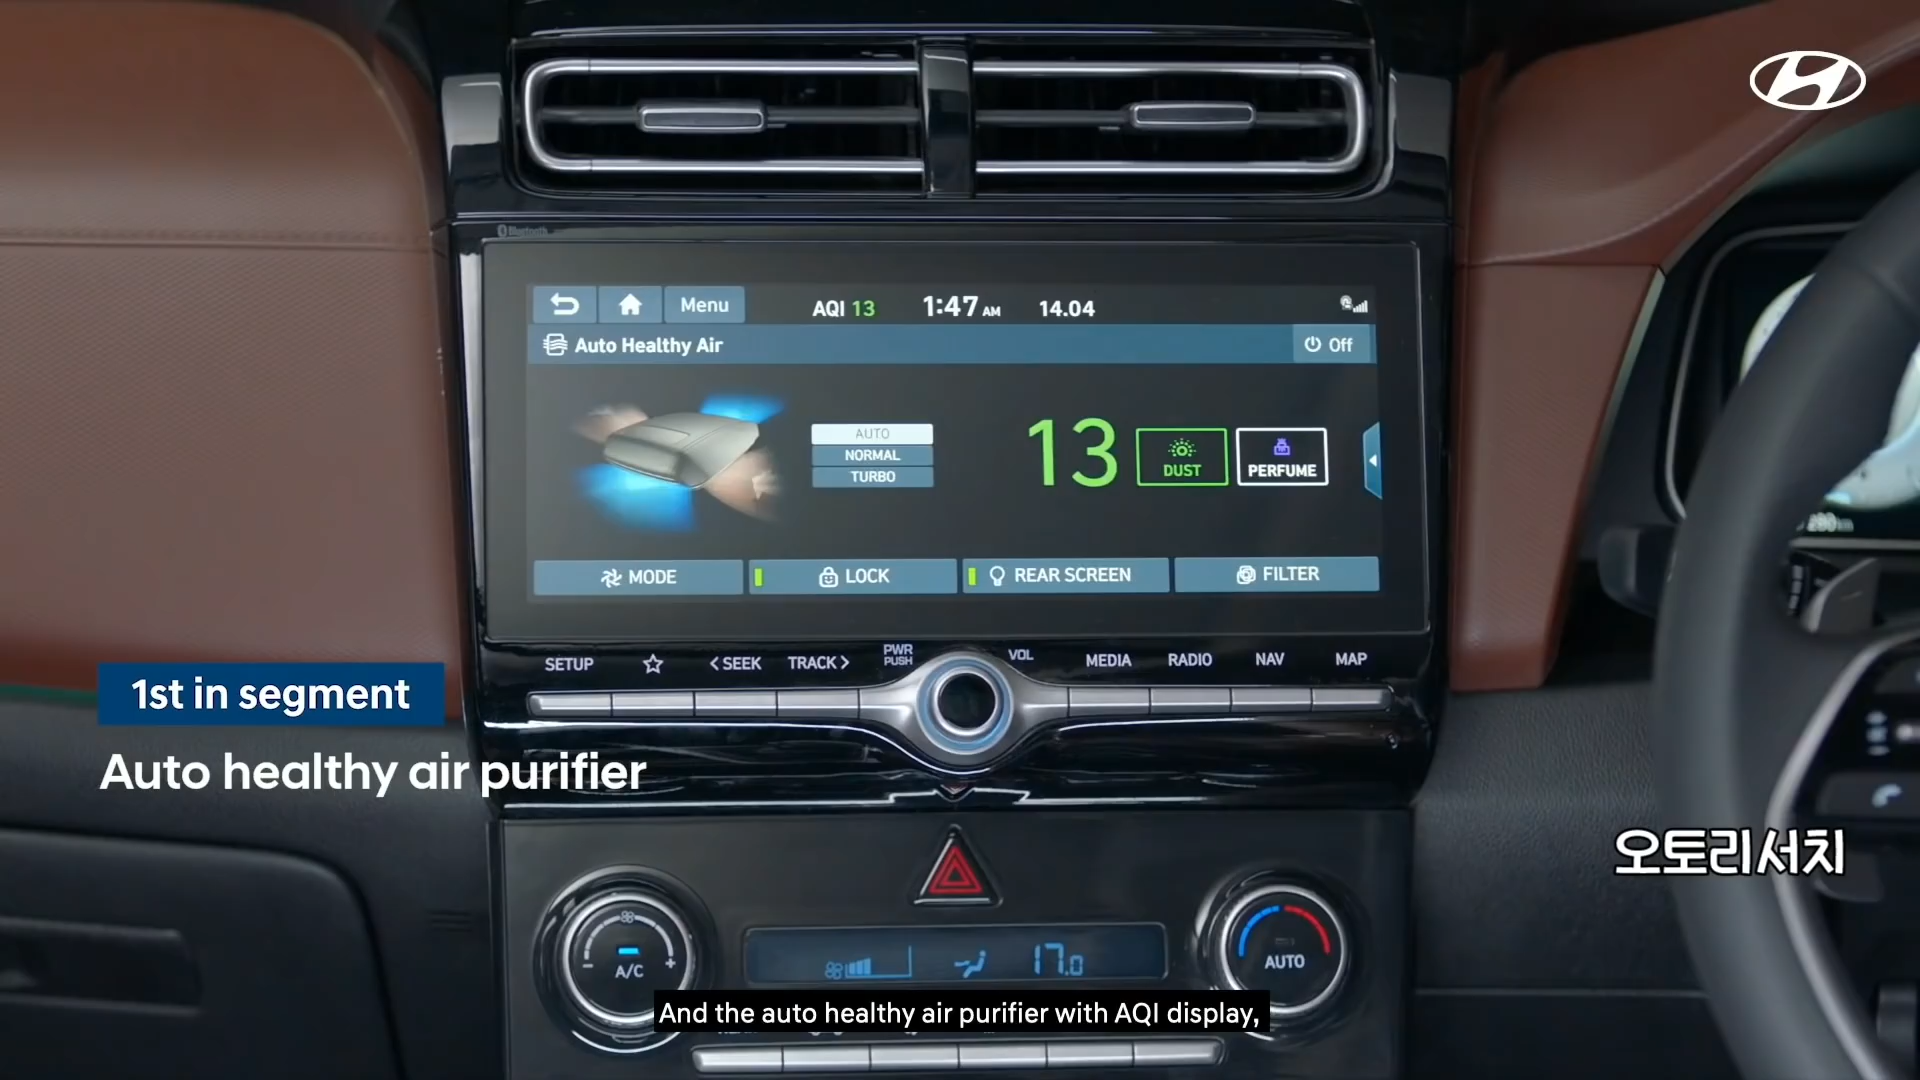 Bluetooth
Menu
AQI 13
1:47 AM
14.04
Auto Healthy Air
Off
AUTO
NORMAL
TURBO
13
DUST
PERFUME
MODE
LOCK
REAR SCREEN
FILTER
SETUP
SEEK
TRACK
PWR
PUSH
VOL
MEDIA
RADIO
NAV
MAP
1st in segment
Auto healthy air purifier
오토리서치
- A/C +
17.0
AUTO
And the auto healthy air purifier with AQI display,